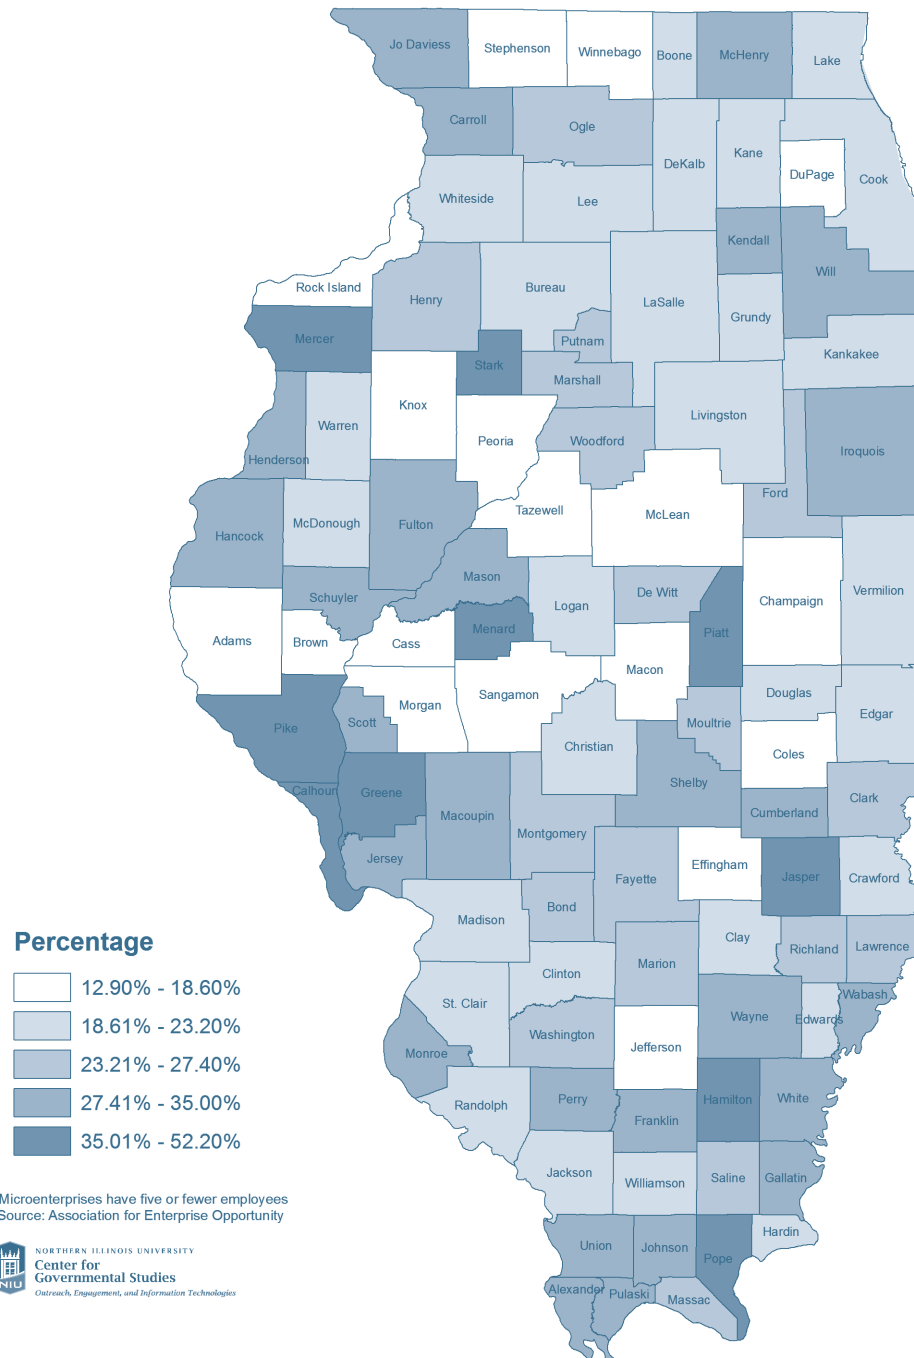 Jo Daviess
Stephenson
Winnebago
Boone
McHenry
Lake
Carroll
Ogle
DeKalb
Kane
DuPage
Cook
Whiteside
Lee
Kendall
Will
Rock Island
Henry
Bureau
LaSalle
Grundy
Mercer
Putnam
Kankakee
Stark
Marshall
Knox
Warren
Peoria
Livingston
Woodford
Henderson
Iroquois
Ford
Tazewell
McLean
Hancock
McDonough
Fulton
Mason
Schuyler
Logan
De Witt
Champaign
Vermilion
Menard
Piatt
Adams
Brown
Cass
Macon
Sangamon
Morgan
Douglas
Edgar
Scott
Moultrie
Pike
Christian
Coles
Shelby
Calhoun
Greene
Macoupin
Clark
Cumberland
Montgomery
Jersey
Effingham
Fayette
Jasper
Crawford
Bond
Madison
Clay
Richland
Lawrence
Marion
Clinton
Wabash
St. Clair
Wayne
Edwards
Washington
Jefferson
Monroe
Randolph
Perry
Hamilton
White
Franklin
Jackson
Williamson
Saline
Gallatin
Hardin
Union
Johnson
Pope
Alexander
Pulaski
Massac
Percentage
12.90% - 18.60%
18.61% - 23.20%
23.21% - 27.40%
27.41% - 35.00%
35.01% - 52.20%
Microenterprises have five or fewer employees
Source: Association for Enterprise Opportunity
NORTHERN ILLINOIS UNIVERSITY
Center for
Governmental Studies
Outreach, Engagement, and Information Technologies
NIU